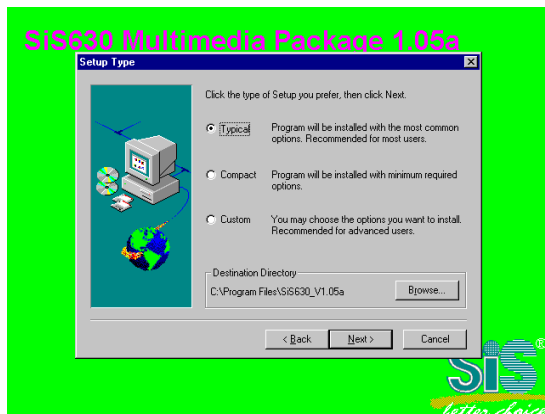 SiS630 Multimedia Package 1.05a
Setup Type
Click the type of Setup you prefer, then click Next.
Typical
Program will be installed with the most common
options. Recommended for most users.
Compact
Program will be installed with minimum required
options.
Custom
You may choose the options you want to install.
Recommended for advanced users.
Destination Directory
C:\Program Files\SiS630_V1.05a
Browse...
< Back
Next >
Cancel
SiS®
better choice